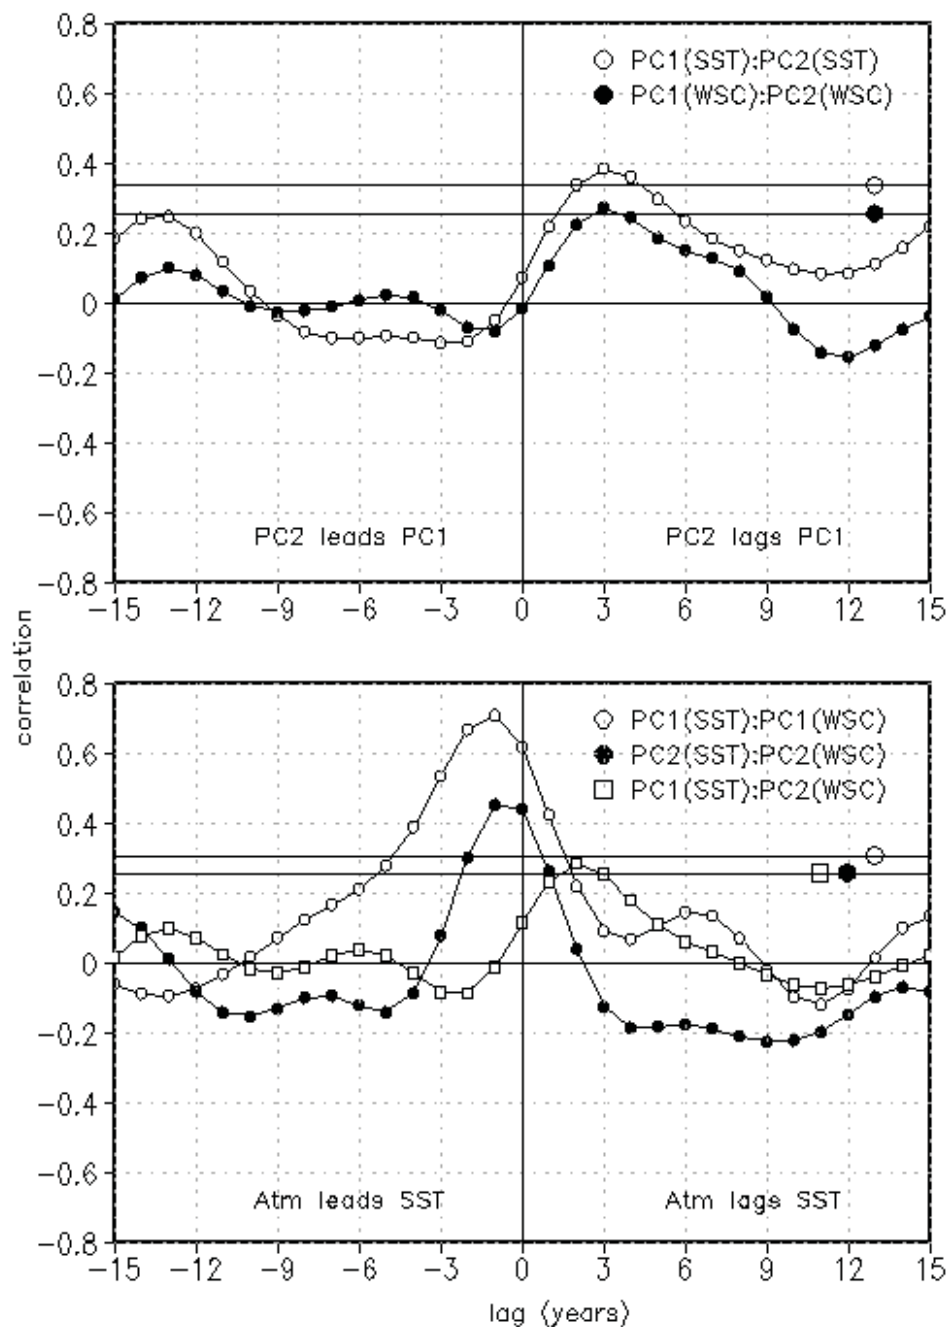 0.8
PC1(SST):PC2(SST)
0.6
PC1(WSC):PC2(WSC)
0.4
0.2
0
-0.2
-0.4
-0.6
PC2 leads PC1 PC2 lags PC1
-0.8
-15 -12 -9 -6 -3 0 3 6 9 12 15
correlation
0.8
PC1(SST):PC1(WSC)
0.6
PC2(SST):PC2(WSC)
PC1(SST):PC2(WSC)
0.4
0.2
0
-0.2
-0.4
-0.6
Atm leads SST Atm lags SST
-0.8
-15 -12 -9 -6 -3 0 3 6 9 12 15
lag (years)